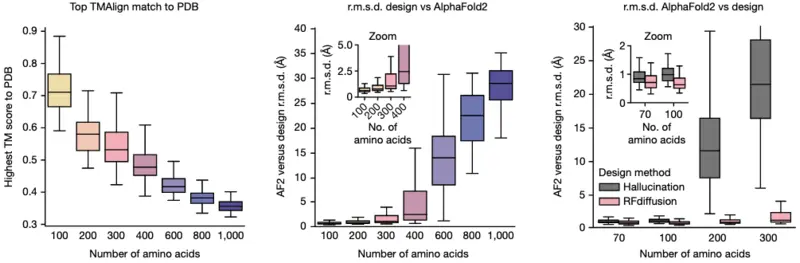 Top TMAlign match to PDB
Highest TM score to PDB
0.9
0.8
0.7
0.6
0.5
0.4
0.3
100 200 300 400 600 800 1,000
Number of amino acids
r.m.s.d. design vs AlphaFold2
AF2 versus design r.m.s.d. (Å)
40
35
30
25
20
15
10
5
0
Zoom
r.m.s.d. (Å)
5.0
2.5
0
100 200 300 400
No. of
amino acids
100 200 300 400 600 800 1,000
Number of amino acids
r.m.s.d. AlphaFold2 vs design
AF2 versus design r.m.s.d. (Å)
30
25
20
15
10
5
0
Zoom
r.m.s.d. (Å)
2
1
0
70 100
No. of
amino acids
Design method
Hallucination
RFdiffusion
70 100 200 300
Number of amino acids